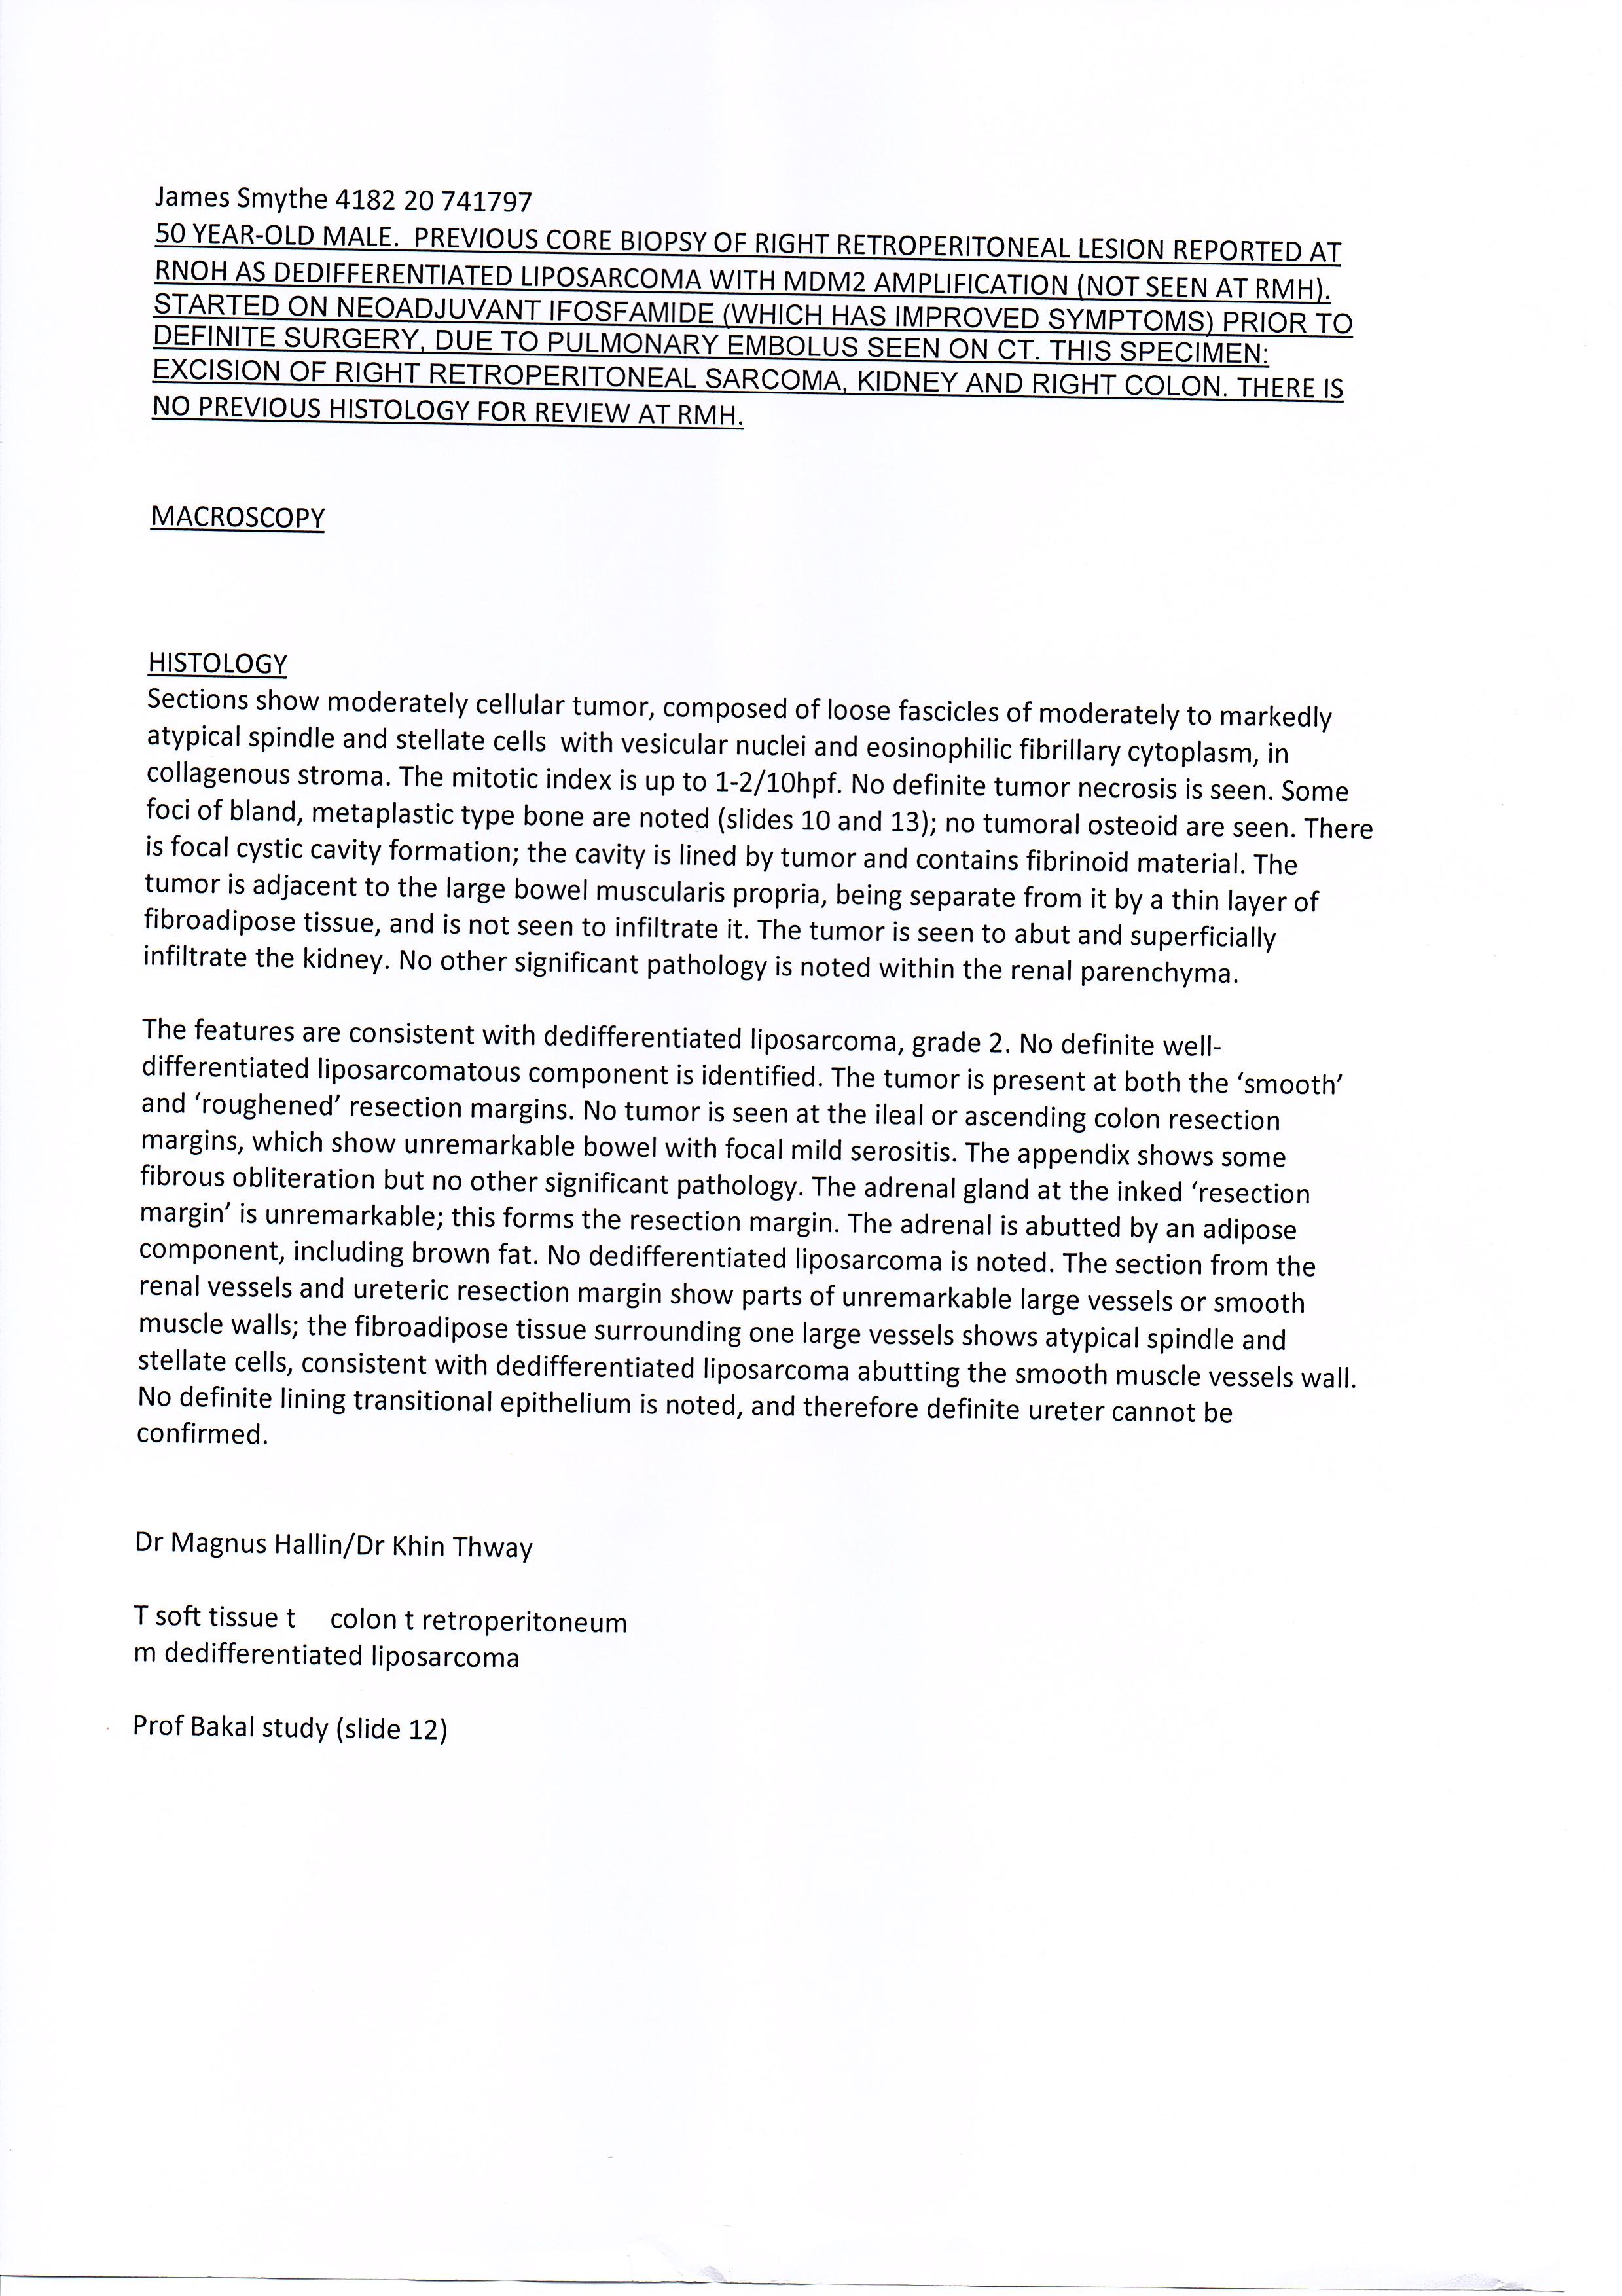 James Smythe 4182 20 741797
50 YEAR-OLD MALE. PREVIOUS CORE BIOPSY OF RIGHT RETROPERITONEAL LESION REPORTED AT
RNOH AS DEDIFFERENTIATED LIPOSARCOMA WITH MDM2 AMPLIFICATION (NOT SEEN AT RMH).
STARTED ON NEOADJUVANT IFOSFAMIDE (WHICH HAS IMPROVED SYMPTOMS) PRIOR TO
DEFINITE SURGERY, DUE TO PULMONARY EMBOLUS SEEN ON CT. THIS SPECIMEN:
EXCISION OF RIGHT RETROPERITONEAL SARCOMA, KIDNEY AND RIGHT COLON. THERE IS
NO PREVIOUS HISTOLOGY FOR REVIEW AT RMH.
MACROSCOPY
HISTOLOGY
Sections show moderately cellular tumor, composed of loose fascicles of moderately to markedly
atypical spindle and stellate cells with vesicular nuclei and eosinophilic fibrillary cytoplasm, in
collagenous stroma. The mitotic index is up to 1-2/10hpf. No definite tumor necrosis is seen. Some
foci of bland, metaplastic type bone are noted (slides 10 and 13); no tumoral osteoid are seen. There
is focal cystic cavity formation; the cavity is lined by tumor and contains fibrinoid material. The
tumor is adjacent to the large bowel muscularis propria, being separate from it by a thin layer of
fibroadipose tissue, and is not seen to infiltrate it. The tumor is seen to abut and superficially
infiltrate the kidney. No other significant pathology is noted within the renal parenchyma.
The features are consistent with dedifferentiated liposarcoma, grade 2. No definite well-
differentiated liposarcomatous component is identified. The tumor is present at both the ‘smooth’
and ‘roughened’ resection margins. No tumor is seen at the ileal or ascending colon resection
margins, which show unremarkable bowel with focal mild serositis. The appendix shows some
fibrous obliteration but no other significant pathology. The adrenal gland at the inked ‘resection
margin’ is unremarkable; this forms the resection margin. The adrenal is abutted by an adipose
component, including brown fat. No dedifferentiated liposarcoma is noted. The section from the
renal vessels and ureteric resection margin show parts of unremarkable large vessels or smooth
muscle walls; the fibroadipose tissue surrounding one large vessels shows atypical spindle and
stellate cells, consistent with dedifferentiated liposarcoma abutting the smooth muscle vessels wall.
No definite lining transitional epithelium is noted, and therefore definite ureter cannot be
confirmed.
Dr Magnus Hallin/Dr Khin Thway
T soft tissue t colon t retroperitoneum
m dedifferentiated liposarcoma
Prof Bakal study (slide 12)